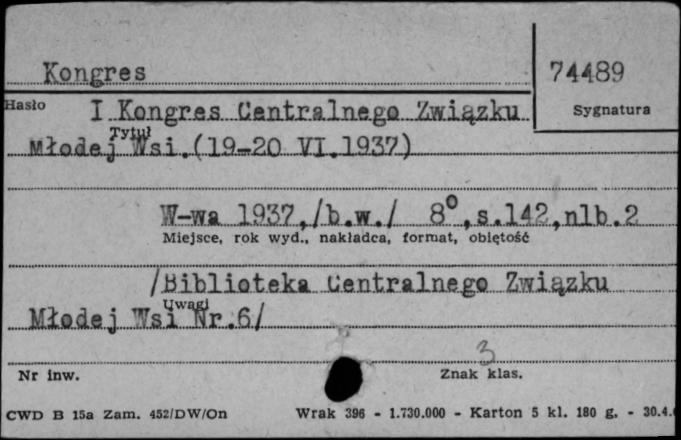 Kongres
74489
Hasło
Sygnatura
I Kongres Centralnego Związku
Tytuł
Młodej Wsi.(19-20 VI.1937)
W-wa 1937,/b.w./ 8°,s.142,nlb.2
Miejsce, rok wyd., nakładca, format, objętość
/Biblioteka Centralnego Związku
Uwagi
Młodej Wsi Nr.6/
3
Nr inw.
Znak klas.
CWD B 15a Zam. 452/DW/On
Wrak 396 - 1.730.000 - Karton 5 kl. 180 g. - 30.4.